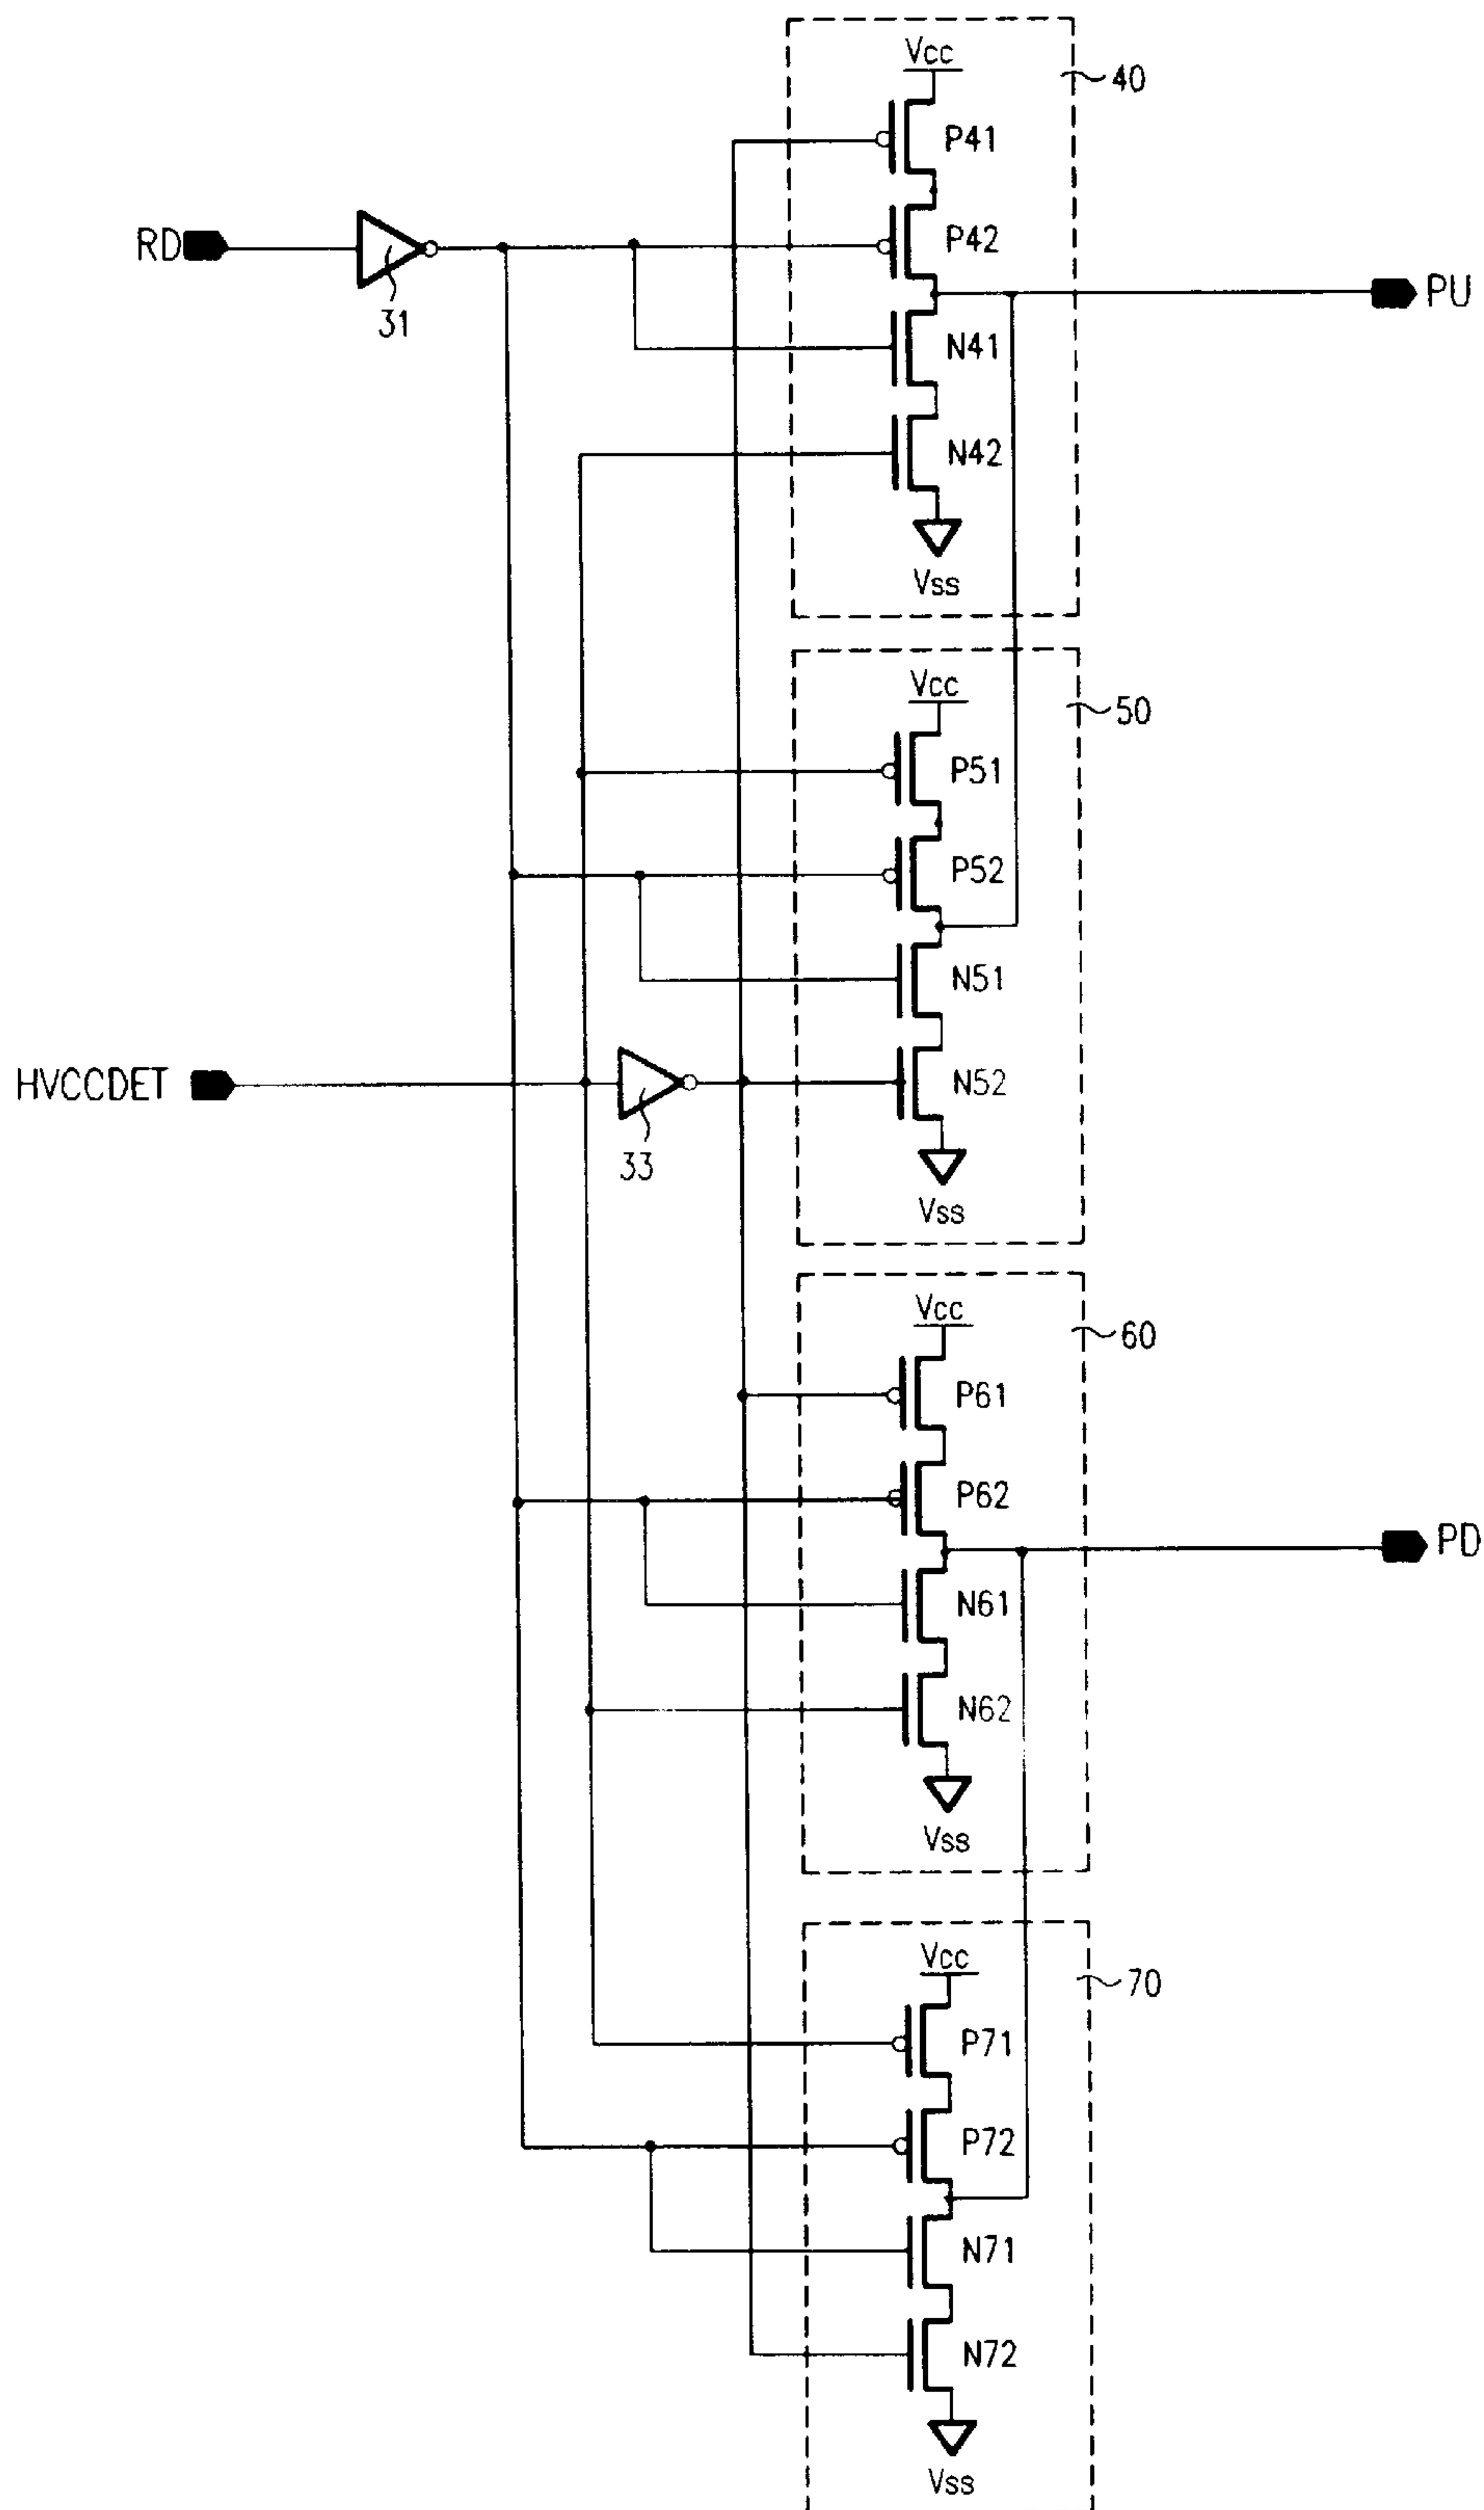 Vcc
40
P41
RD
P42
31
PU
N41
N42
Vss
Vcc
50
P51
P52
N51
HVCCDET
N52
33
Vss
Vcc
60
P61
P62
PD
N61
N62
Vss
Vcc
70
P71
P72
N71
N72
Vss